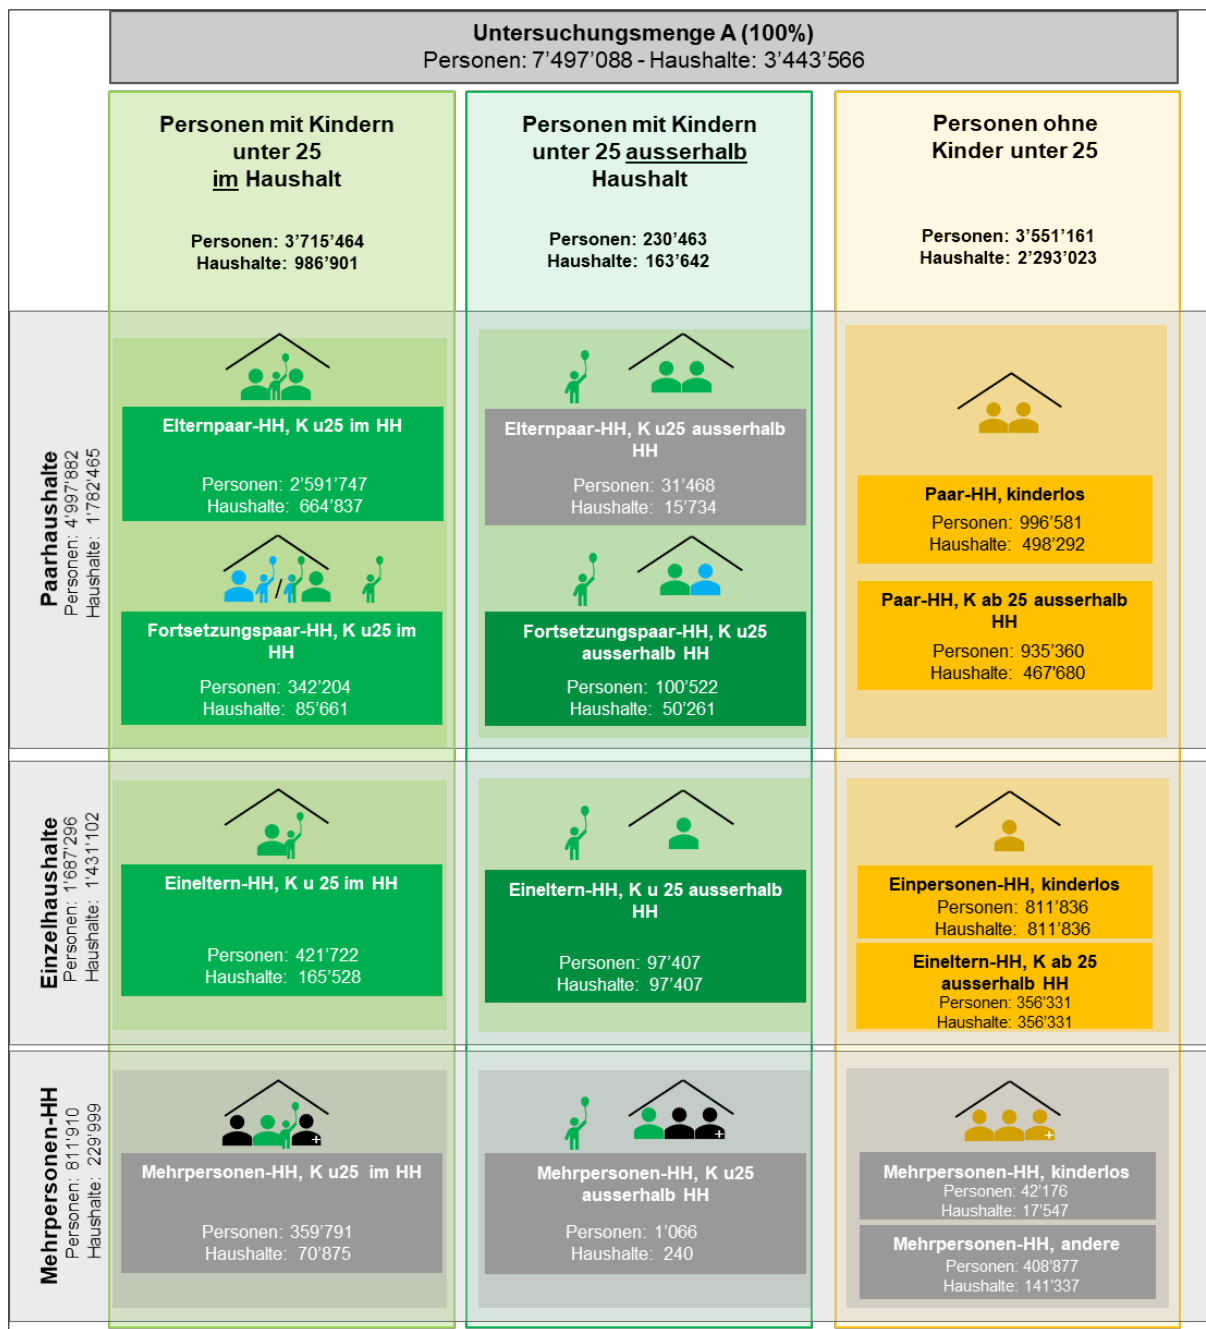 Untersuchungsmenge A (100%)
Personen: 7’497’088 - Haushalte: 3’443’566
Personen mit Kindern
unter 25
im Haushalt
Personen: 3’715’464
Haushalte: 986’901
Personen mit Kindern
unter 25 ausserhalb
Haushalt
Personen: 230’463
Haushalte: 163’642
Personen ohne
Kinder unter 25
Personen: 3’551’161
Haushalte: 2’293’023
Paarhaushalte
Personen: 4'997'882
Haushalte: 1'782'465
Elternpaar-HH, K u25 im HH
Personen: 2’591’747
Haushalte: 664’837
Fortsetzungspaar-HH, K u25 im
HH
Personen: 342’204
Haushalte: 85’661
Elternpaar-HH, K u25 ausserhalb
HH
Personen: 31’468
Haushalte: 15’734
Fortsetzungspaar-HH, K u25
ausserhalb HH
Personen: 100’522
Haushalte: 50’261
Paar-HH, kinderlos
Personen: 996’581
Haushalte: 498’292
Paar-HH, K ab 25 ausserhalb
HH
Personen: 935’360
Haushalte: 467’680
Einzelhaushalte
Personen: 1'687'296
Haushalte: 1'431'102
Eineltern-HH, K u 25 im HH
Personen: 421’722
Haushalte: 165’528
Eineltern-HH, K u 25 ausserhalb
HH
Personen: 97’407
Haushalte: 97’407
Einpersonen-HH, kinderlos
Personen: 811’836
Haushalte: 811’836
Eineltern-HH, K ab 25
ausserhalb HH
Personen: 356’331
Haushalte: 356’331
Mehrpersonen-HH
Personen: 811'910
Haushalte: 229'999
Mehrpersonen-HH, K u25 im HH
Personen: 359’791
Haushalte: 70’875
Mehrpersonen-HH, K u25
ausserhalb HH
Personen: 1’066
Haushalte: 240
Mehrpersonen-HH, kinderlos
Personen: 42’176
Haushalte: 17’547
Mehrpersonen-HH, andere
Personen: 408’877
Haushalte: 141’337